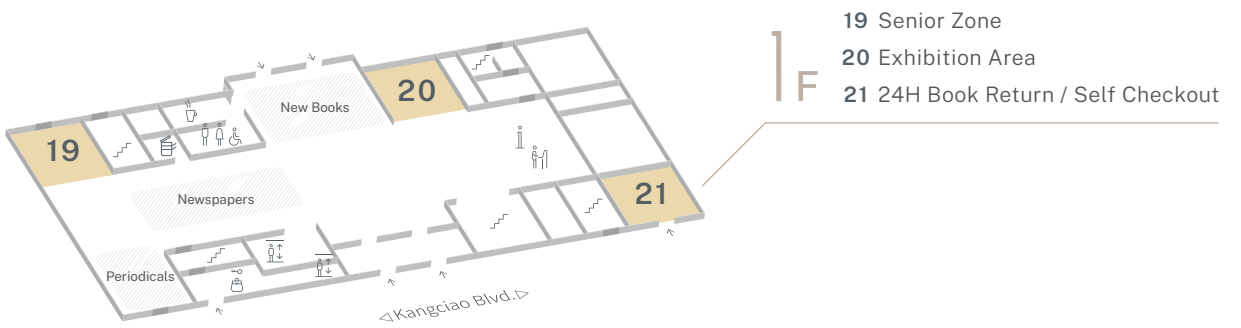 1F
19 Senior Zone
20 Exhibition Area
21 24H Book Return / Self Checkout
20
New Books
19
21
Newspapers
Periodicals
Kangciao Blvd.